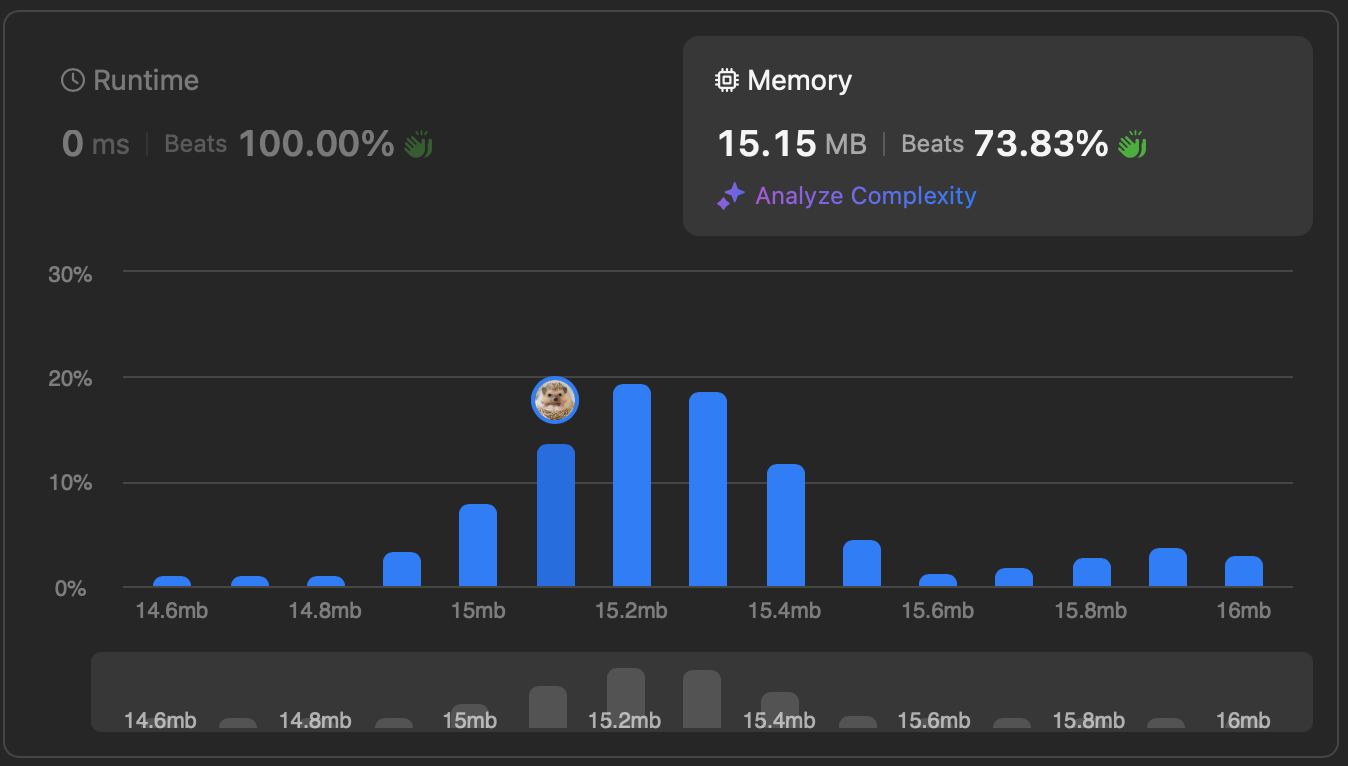 Runtime
0 ms | Beats 100.00%
Memory
15.15 MB | Beats 73.83%
Analyze Complexity
30%
20%
10%
0%
14.6mb 14.8mb 15mb 15.2mb 15.4mb 15.6mb 15.8mb 16mb
14.6mb 14.8mb 15mb 15.2mb 15.4mb 15.6mb 15.8mb 16mb